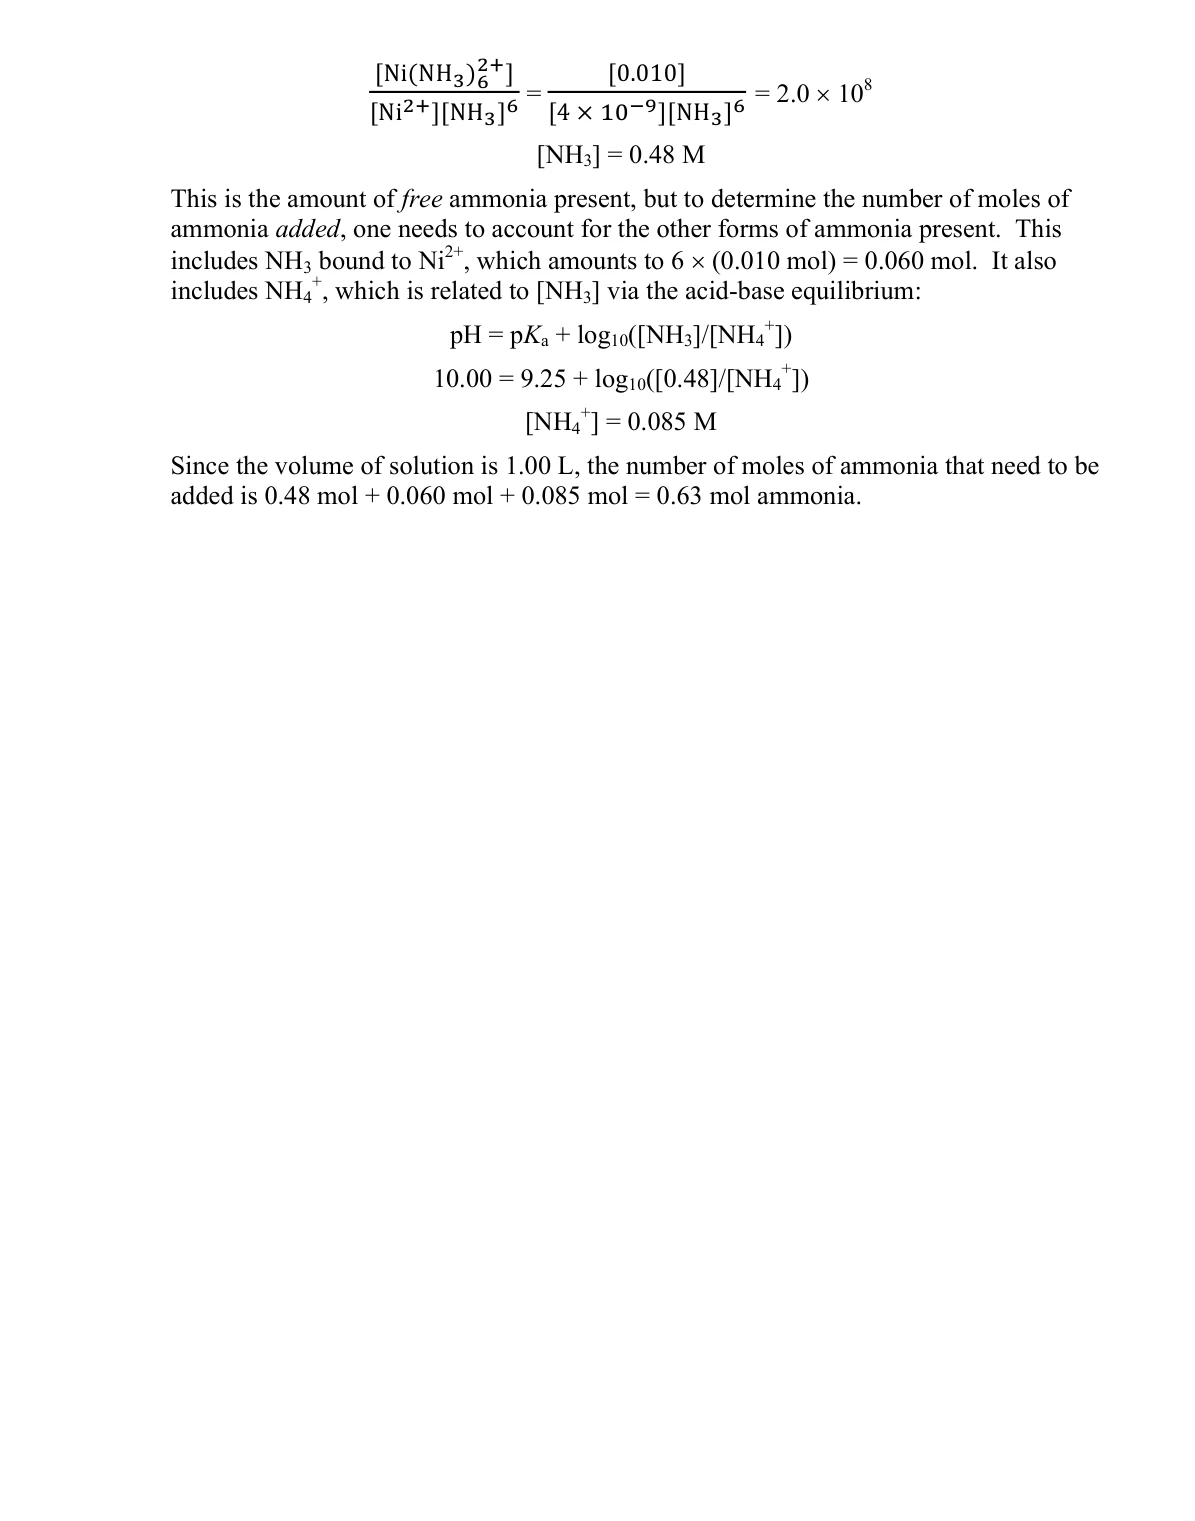 [Ni(NH₃)₆²⁺] / [Ni²⁺][NH₃]⁶ = [0.010] / [4 × 10⁻⁹][NH₃]⁶ = 2.0 × 10⁸
[NH₃] = 0.48 M
This is the amount of free ammonia present, but to determine the number of moles of
ammonia added, one needs to account for the other forms of ammonia present. This
includes NH₃ bound to Ni²⁺, which amounts to 6 × (0.010 mol) = 0.060 mol. It also
includes NH₄⁺, which is related to [NH₃] via the acid-base equilibrium:
pH = pKₐ + log₁₀([NH₃]/[NH₄⁺])
10.00 = 9.25 + log₁₀([0.48]/[NH₄⁺])
[NH₄⁺] = 0.085 M
Since the volume of solution is 1.00 L, the number of moles of ammonia that need to be
added is 0.48 mol + 0.060 mol + 0.085 mol = 0.63 mol ammonia.